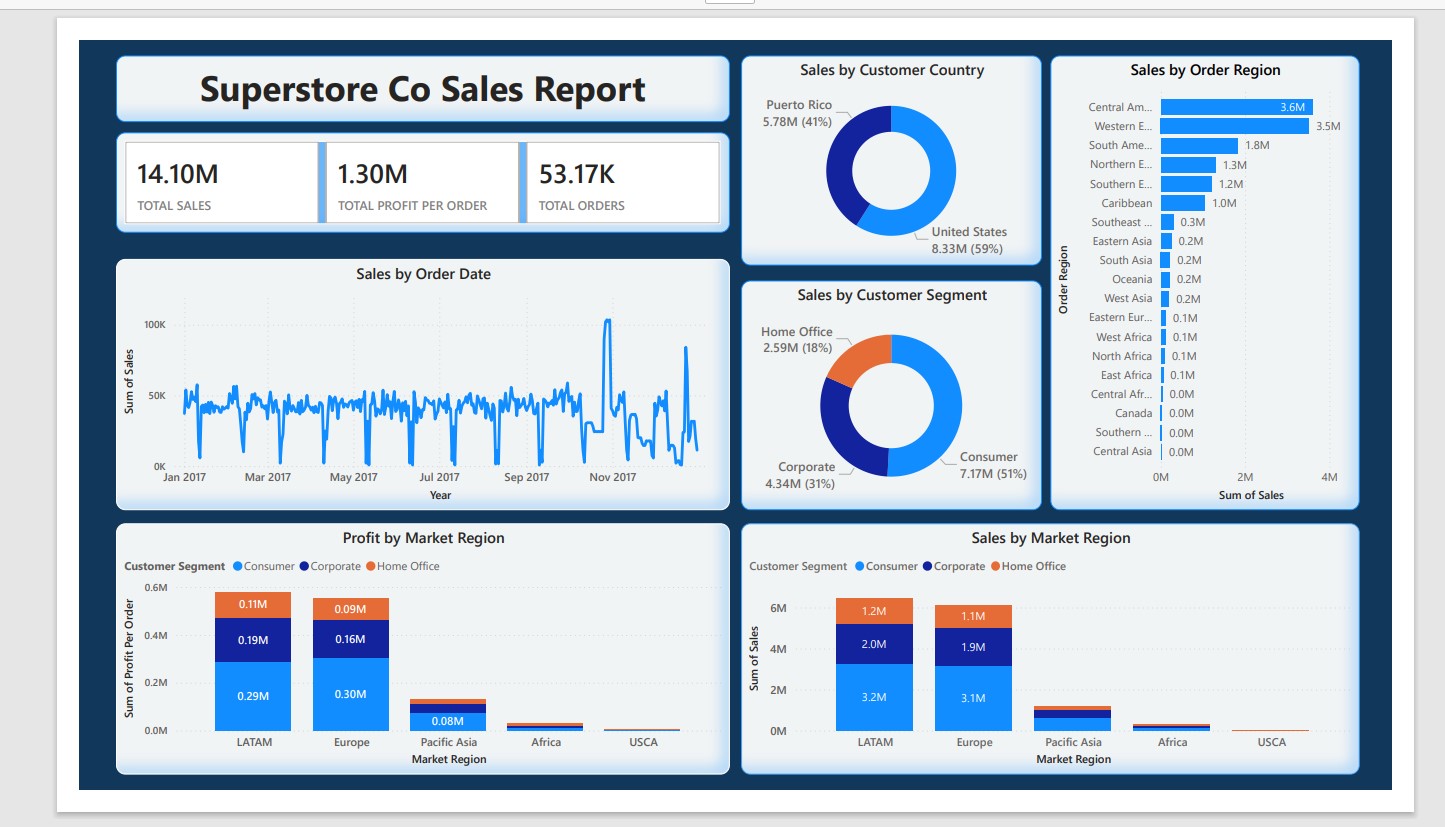 Superstore Co Sales Report
14.10M
TOTAL SALES
1.30M
TOTAL PROFIT PER ORDER
53.17K
TOTAL ORDERS
Sales by Order Date
Sum of Sales
100K
50K
0K
Jan 2017 Mar 2017 May 2017 Jul 2017 Sep 2017 Nov 2017
Year
Sales by Customer Country
Puerto Rico
5.78M (41%)
United States
8.33M (59%)
Sales by Customer Segment
Home Office
2.59M (18%)
Corporate
4.34M (31%)
Consumer
7.17M (51%)
Sales by Order Region
Order Region
Central Am... 3.6M
Western E... 3.5M
South Ame... 1.8M
Northern E... 1.3M
Southern E... 1.2M
Caribbean 1.0M
Southeast ... 0.3M
Eastern Asia 0.2M
South Asia 0.2M
Oceania 0.2M
West Asia 0.2M
Eastern Eur... 0.1M
West Africa 0.1M
North Africa 0.1M
East Africa 0.1M
Central Afr... 0.0M
Canada 0.0M
Southern ... 0.0M
Central Asia 0.0M
0M 2M 4M
Sum of Sales
Profit by Market Region
Customer Segment Consumer Corporate Home Office
Sum of Profit Per Order
0.6M
0.4M
0.2M
0.0M
0.11M 0.09M
0.19M 0.16M
0.29M 0.30M 0.08M
LATAM Europe Pacific Asia Africa USCA
Market Region
Sales by Market Region
Customer Segment Consumer Corporate Home Office
Sum of Sales
6M
4M
2M
0M
1.2M 1.1M
2.0M 1.9M
3.2M 3.1M
LATAM Europe Pacific Asia Africa USCA
Market Region